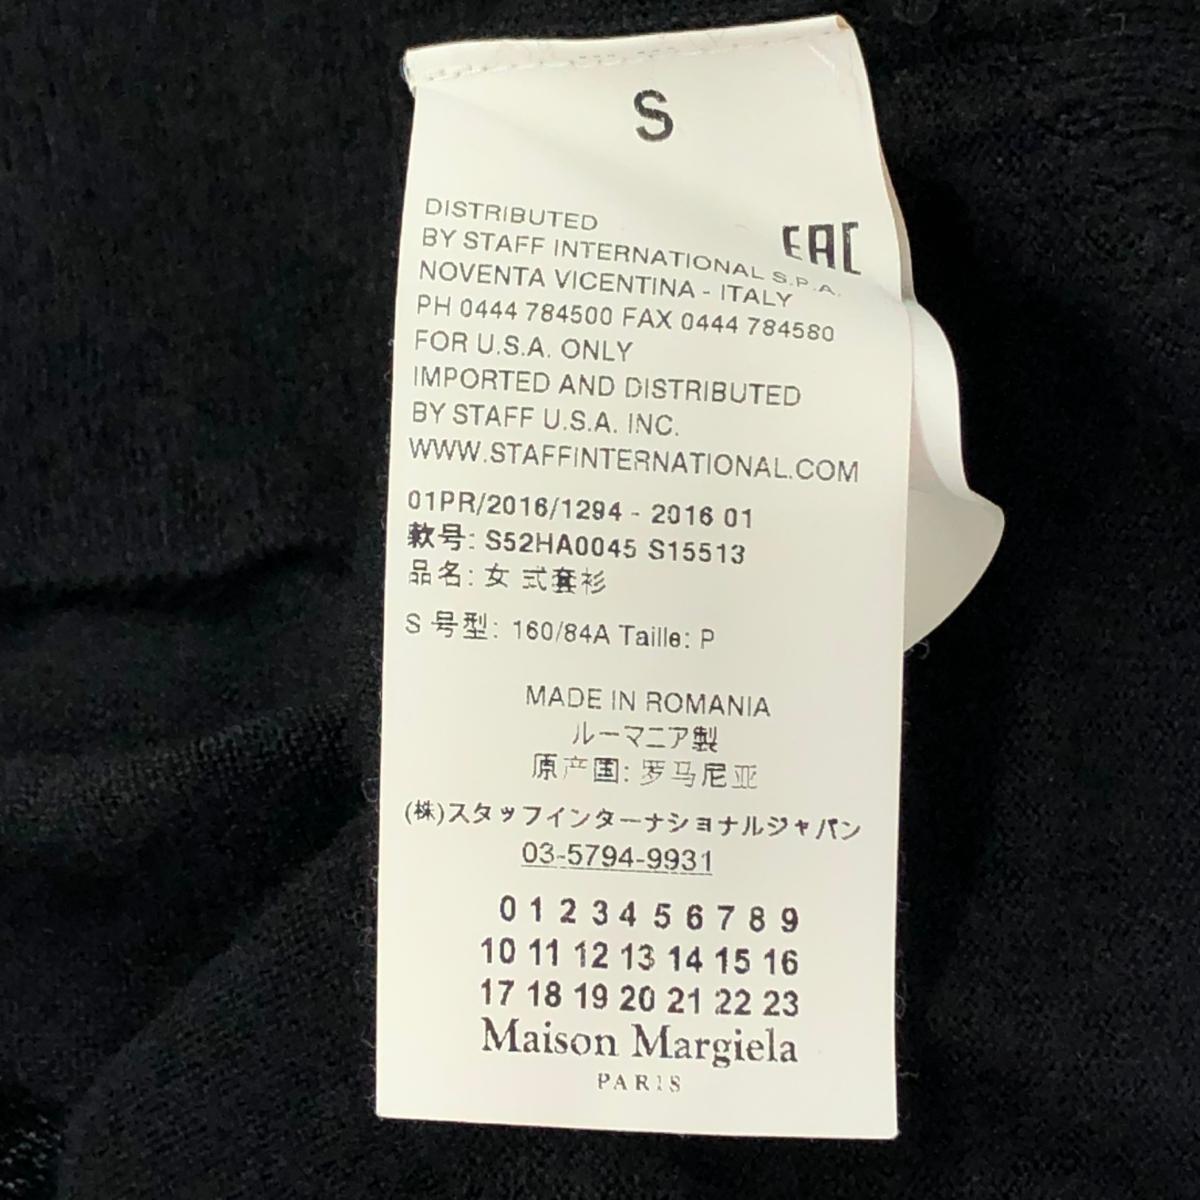 S
EAC
DISTRIBUTED
BY STAFF INTERNATIONAL S.P.A.
NOVENTA VICENTINA - ITALY
PH 0444 784500 FAX 0444 784580
FOR U.S.A. ONLY
IMPORTED AND DISTRIBUTED
BY STAFF U.S.A. INC.
WWW.STAFFINTERNATIONAL.COM
01PR/2016/1294 - 2016 01
款号: S52HA0045 S15513
品名: 女 式套衫
S 号型: 160/84A Taille: P
MADE IN ROMANIA
ルーマニア製
原产国: 罗马尼亚
(株)スタッフインターナショナルジャパン
03-5794-9931
0 1 2 3 4 5 6 7 8 9
10 11 12 13 14 15 16
17 18 19 20 21 22 23
Maison Margiela
PARIS